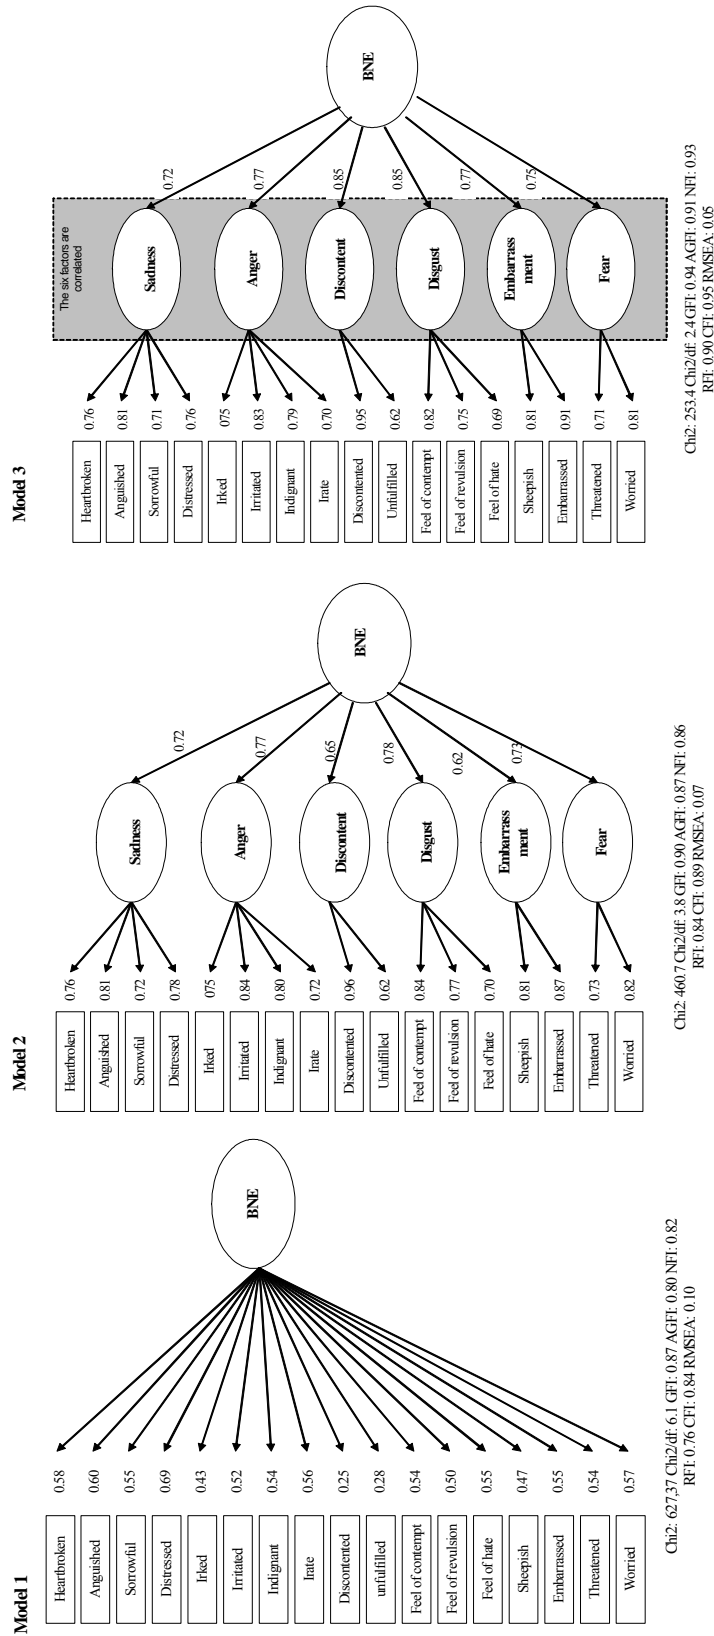 Model 1
Heartbroken 0.58
Anguished 0.60
Sorrowful 0.55
Distressed 0.69
Irked 0.43
Irritated 0.52
Indignant 0.54
Irate 0.56
Discontented 0.25
unfulfilled 0.28
Feel of contempt 0.54
Feel of revulsion 0.50
Feel of hate 0.55
Sheepish 0.47
Embarrassed 0.55
Threatened 0.54
Worried 0.57
BNE
Chi2: 627,37 Chi2/df: 6.1 GFI: 0.87 AGFI: 0.80 NFI: 0.82
RFI: 0.76 CFI: 0.84 RMSEA: 0.10
Model 2
Heartbroken 0.76
Anguished 0.81
Sorrowful 0.72
Distressed 0.78
Irked 075
Irritated 0.84
Indignant 0.80
Irate 0.72
Discontented 0.96
Unfulfilled 0.62
Feel of contempt 0.84
Feel of revulsion 0.77
Feel of hate 0.70
Sheepish 0.81
Embarrassed 0.87
Threatened 0.73
Worried 0.82
Sadness
Anger
Discontent
Disgust
Embarrass
ment
Fear
0.72
0.77
0.65
0.78
0.62
0.73
BNE
Chi2: 460.7 Chi2/df: 3.8 GFI: 0.90 AGFI: 0.87 NFI: 0.86
RFI: 0.84 CFI: 0.89 RMSEA: 0.07
Model 3
The six factors are
correlated
Heartbroken 0.76
Anguished 0.81
Sorrowful 0.71
Distressed 0.76
Irked 075
Irritated 0.83
Indignant 0.79
Irate 0.70
Discontented 0.95
Unfulfilled 0.62
Feel of contempt 0.82
Feel of revulsion 0.75
Feel of hate 0.69
Sheepish 0.81
Embarrassed 0.91
Threatened 0.71
Worried 0.81
Sadness
Anger
Discontent
Disgust
Embarrass
ment
Fear
0.72
0.77
0.85
0.85
0.77
0.75
BNE
Chi2: 253.4 Chi2/df: 2.4 GFI: 0.94 AGFI: 0.91 NFI: 0.93
RFI: 0.90 CFI: 0.95 RMSEA: 0.05